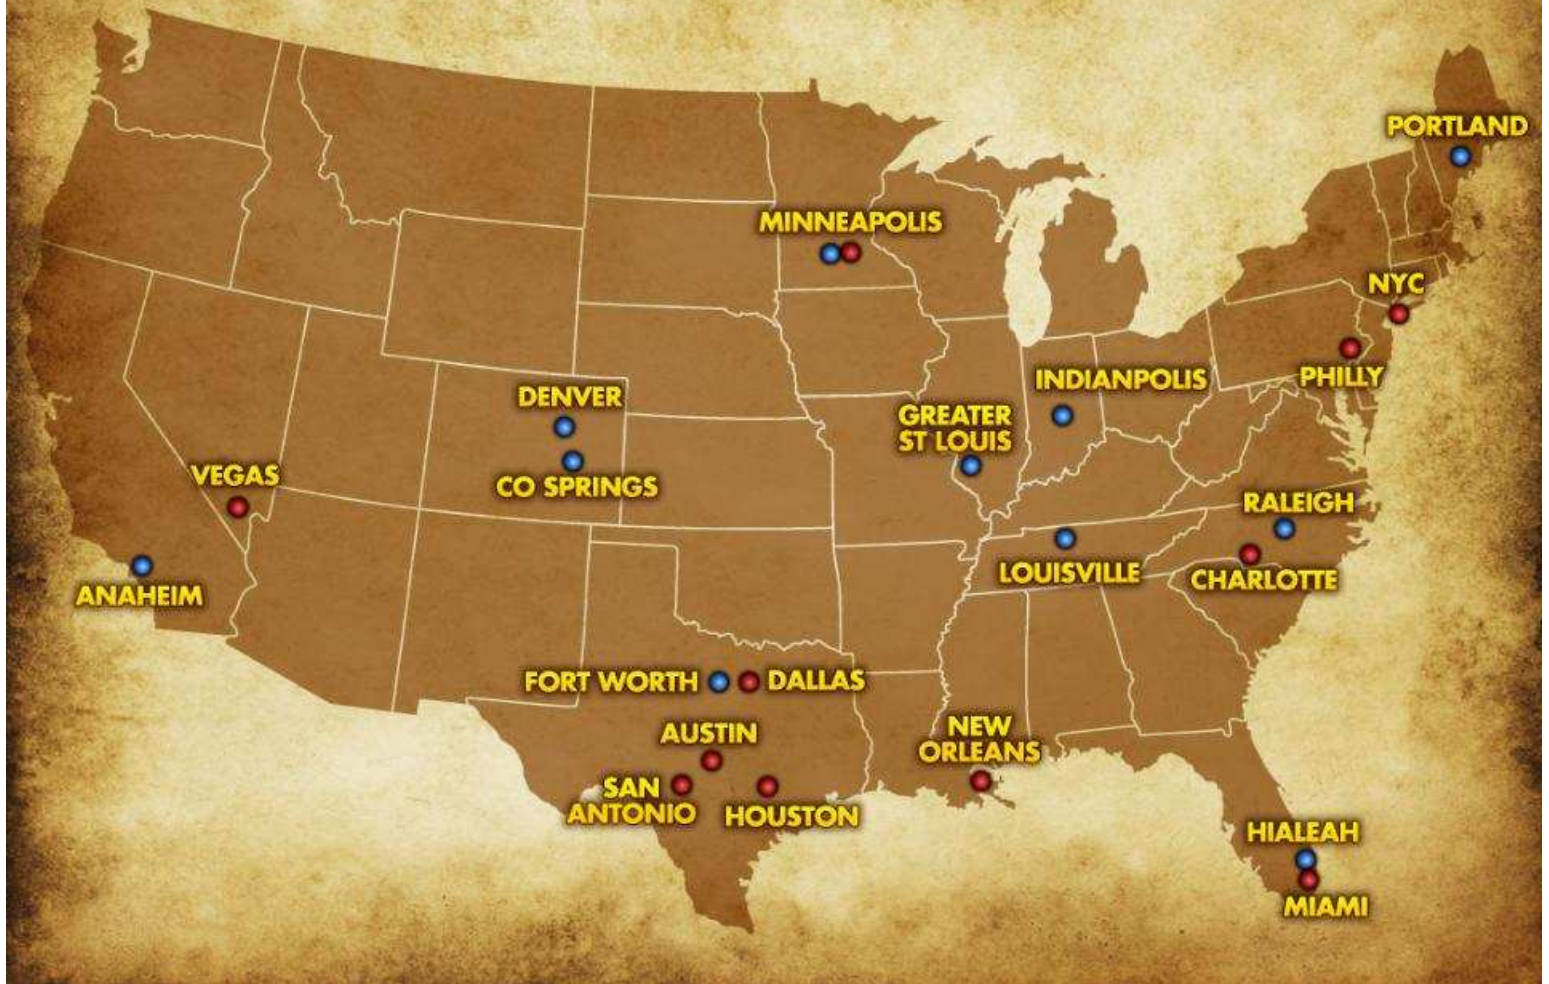 PORTLAND
MINNEAPOLIS
NYC
PHILLY
INDIANPOLIS
DENVER
GREATER
ST LOUIS
VEGAS
CO SPRINGS
RALEIGH
LOUISVILLE
CHARLOTTE
ANAHEIM
FORT WORTH
DALLAS
AUSTIN
NEW
ORLEANS
SAN
ANTONIO
HOUSTON
HIALEAH
MIAMI